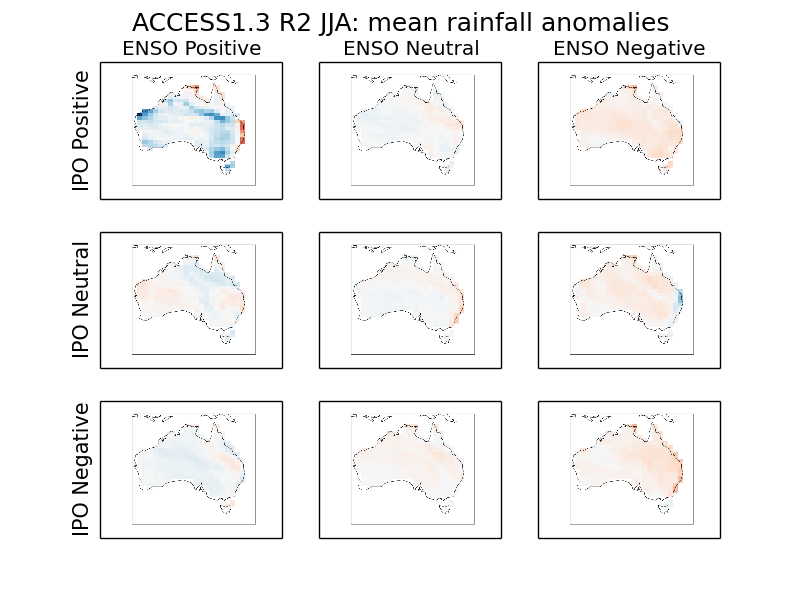 ACCESS1.3 R2 JJA: mean rainfall anomalies
ENSO Positive
ENSO Neutral
ENSO Negative
IPO Positive
IPO Neutral
IPO Negative